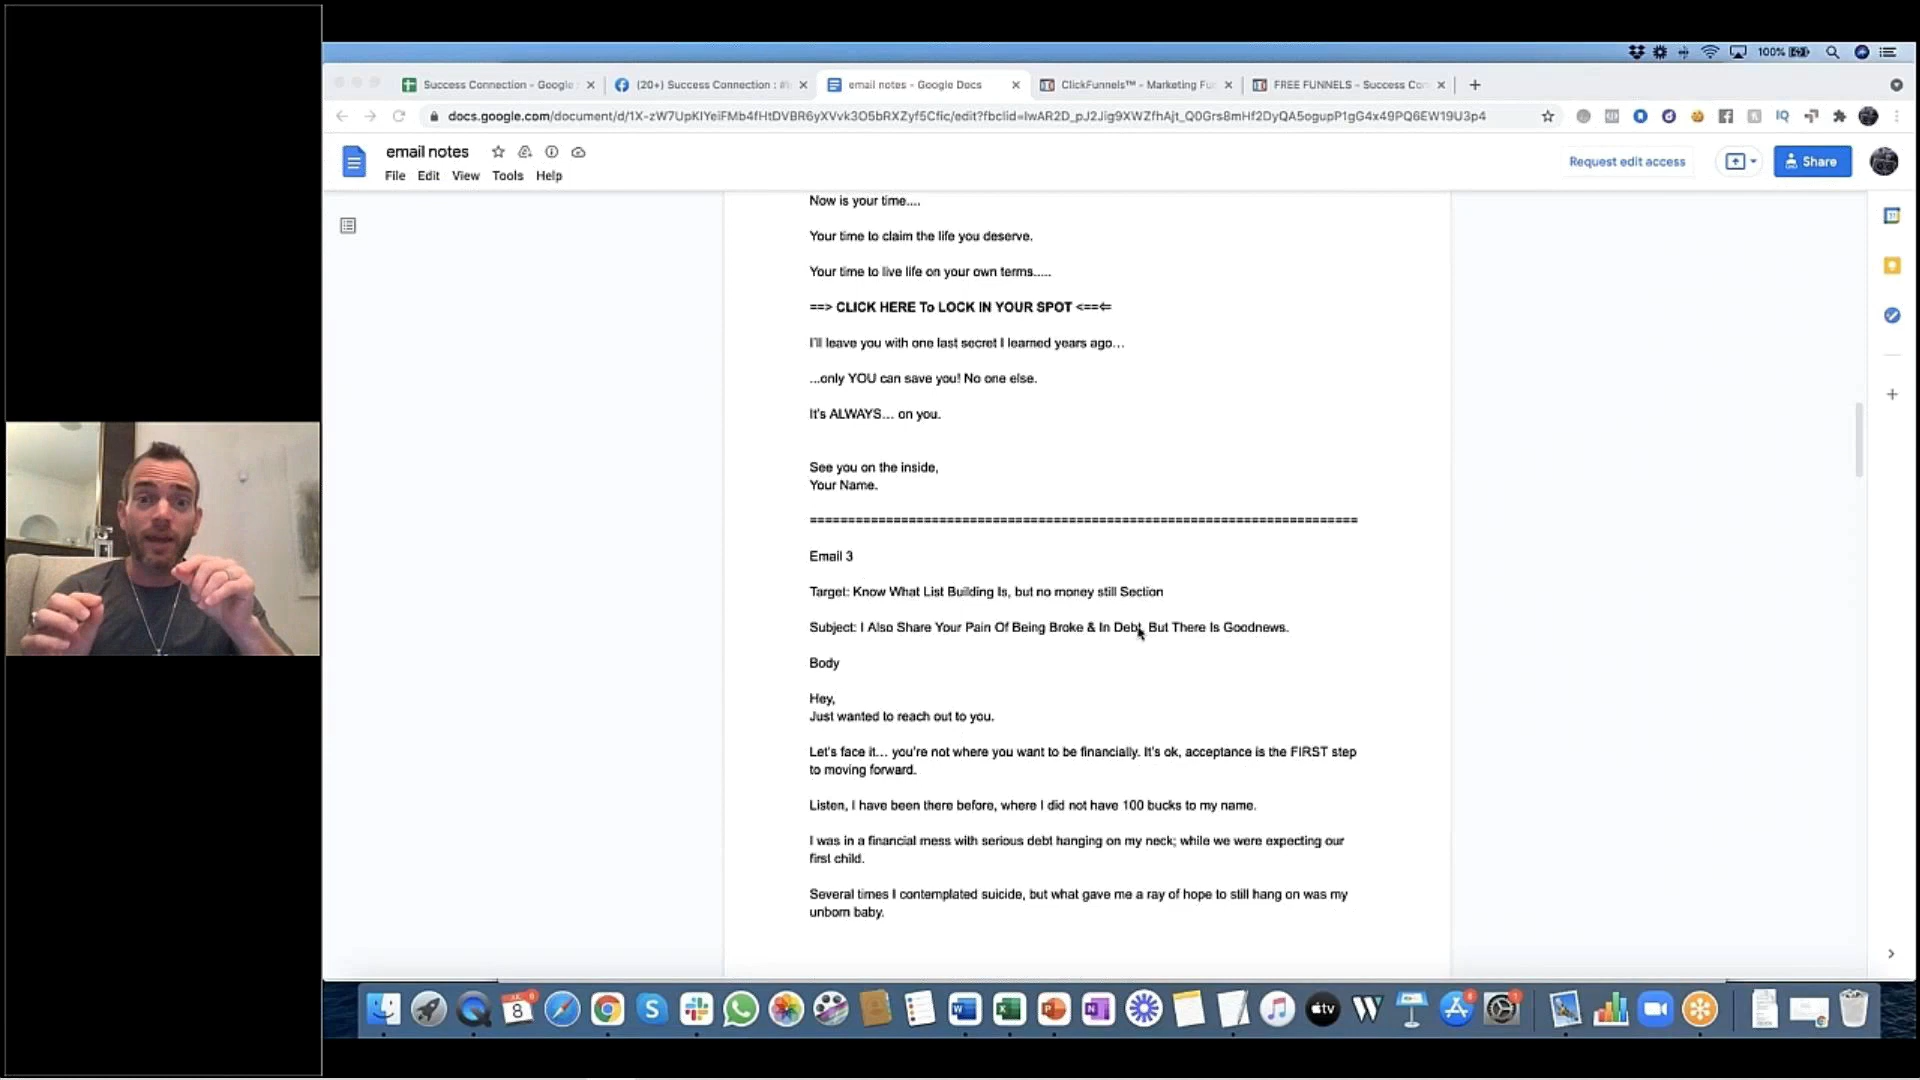 100%
Success Connection - Google
(20+) Success Connection : #
email notes - Google Docs
ClickFunnels™ - Marketing Fu
FREE FUNNELS - Success Co
docs.google.com/document/d/1X-zW7UpKIYeiFMb4fHtDVBR6yXVvk3O5bRXZyf5Cfic/edit?fbclid=IwAR2D_pJ2Jig9XWZfhAjt_Q0Grs8mHf2DyQA5ogupP1gG4x49PQ6EW19U3p4
IQ
email notes
File Edit View Tools Help
Request edit access
Share
Now is your time....
Your time to claim the life you deserve.
Your time to live life on your own terms.....
==> CLICK HERE To LOCK IN YOUR SPOT <==⇐
I'll leave you with one last secret I learned years ago…
...only YOU can save you! No one else.
It's ALWAYS… on you.
See you on the inside,
Your Name.
========================================================================
Email 3
Target: Know What List Building Is, but no money still Section
Subject: I Also Share Your Pain Of Being Broke & In Debt, But There Is Goodnews.
Body
Hey,
Just wanted to reach out to you.
Let's face it… you're not where you want to be financially. It's ok, acceptance is the FIRST step
to moving forward.
Listen, I have been there before, where I did not have 100 bucks to my name.
I was in a financial mess with serious debt hanging on my neck; while we were expecting our
first child.
Several times I contemplated suicide, but what gave me a ray of hope to still hang on was my
unborn baby.
8
tv